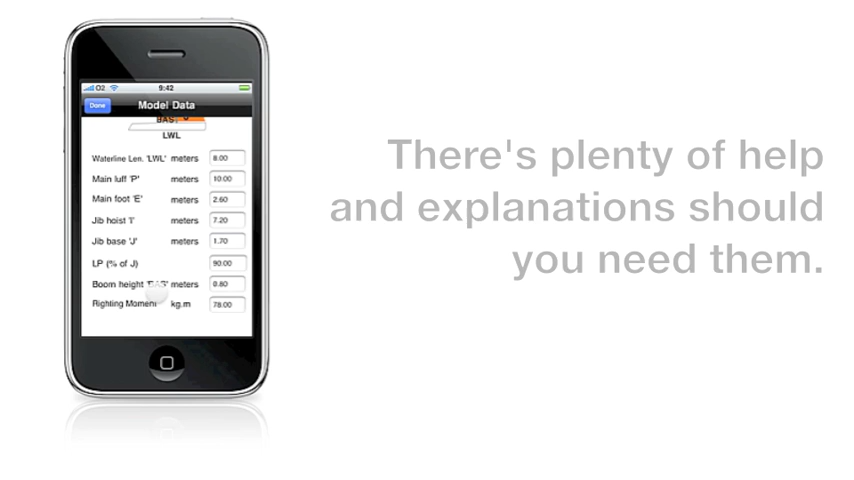 O2
9:42
Done
Model Data
BAS
LWL
Waterline Len. 'LWL' meters 8.00
Main luff 'P' meters 10.00
Main foot 'E' meters 2.60
Jib hoist 'I' meters 7.20
Jib base 'J' meters 1.70
LP (% of J) 90.00
Boom height 'BAS' meters 0.80
Righting Moment kg.m 78.00
There's plenty of help
and explanations should
you need them.